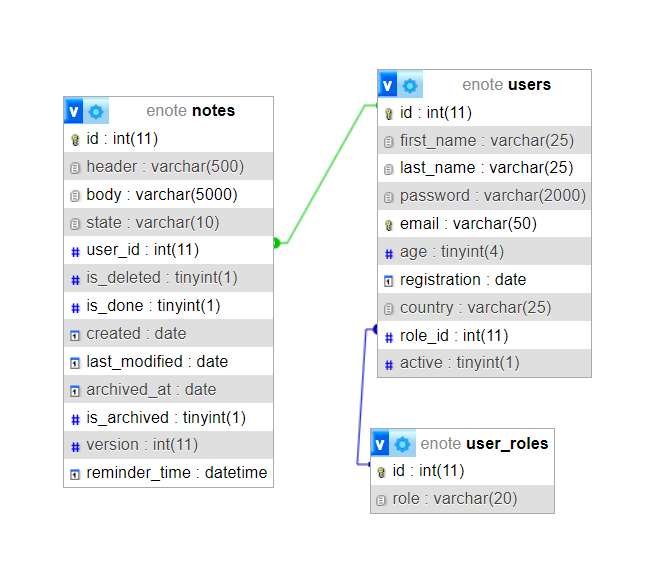 v enote notes
id : int(11)
header : varchar(500)
body : varchar(5000)
state : varchar(10)
# user_id : int(11)
# is_deleted : tinyint(1)
# is_done : tinyint(1)
created : date
last_modified : date
archived_at : date
# is_archived : tinyint(1)
# version : int(11)
reminder_time : datetime
v enote users
id : int(11)
first_name : varchar(25)
last_name : varchar(25)
password : varchar(2000)
email : varchar(50)
# age : tinyint(4)
registration : date
country : varchar(25)
# role_id : int(11)
# active : tinyint(1)
v enote user_roles
id : int(11)
role : varchar(20)